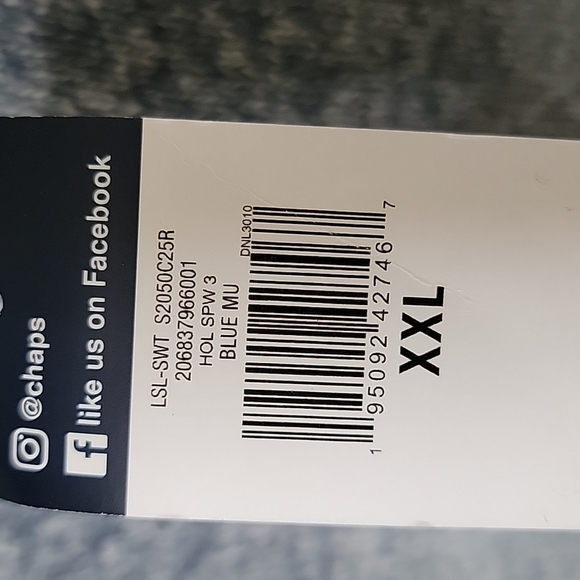 @chaps
like us on Facebook
LSL-SWT S2050C25R
206837966001
HOL SPW 3
BLUE MU
DNL3010
1 95092 42746 7
XXL